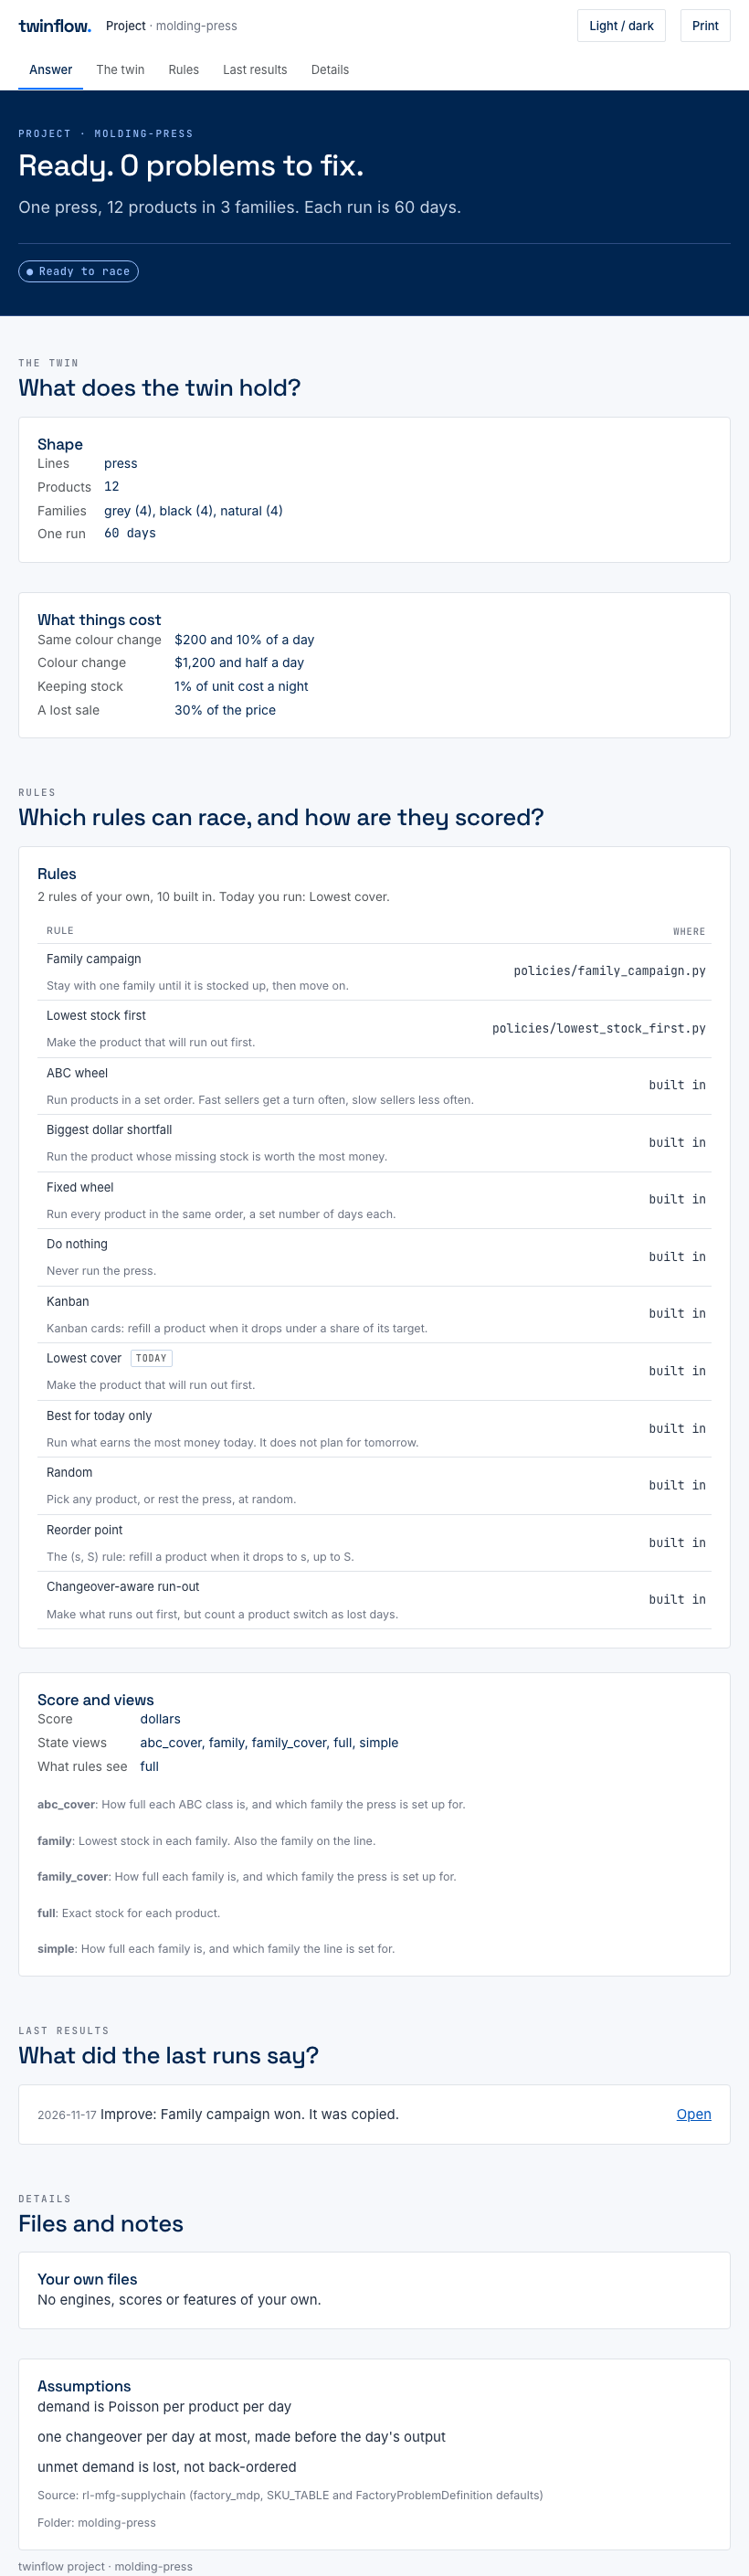 twinflow. Project · molding-press Light / dark Print
Answer The twin Rules Last results Details
PROJECT · MOLDING-PRESS
Ready. 0 problems to fix.
One press, 12 products in 3 families. Each run is 60 days.
Ready to race
THE TWIN
What does the twin hold?
Shape
Lines press
Products 12
Families grey (4), black (4), natural (4)
One run 60 days
What things cost
Same colour change $200 and 10% of a day
Colour change $1,200 and half a day
Keeping stock 1% of unit cost a night
A lost sale 30% of the price
RULES
Which rules can race, and how are they scored?
Rules
2 rules of your own, 10 built in. Today you run: Lowest cover.
RULE WHERE
Family campaign
policies/family_campaign.py
Stay with one family until it is stocked up, then move on.
Lowest stock first
policies/lowest_stock_first.py
Make the product that will run out first.
ABC wheel
built in
Run products in a set order. Fast sellers get a turn often, slow sellers less often.
Biggest dollar shortfall
built in
Run the product whose missing stock is worth the most money.
Fixed wheel
built in
Run every product in the same order, a set number of days each.
Do nothing
built in
Never run the press.
Kanban
built in
Kanban cards: refill a product when it drops under a share of its target.
Lowest cover TODAY
built in
Make the product that will run out first.
Best for today only
built in
Run what earns the most money today. It does not plan for tomorrow.
Random
built in
Pick any product, or rest the press, at random.
Reorder point
built in
The (s, S) rule: refill a product when it drops to s, up to S.
Changeover-aware run-out
built in
Make what runs out first, but count a product switch as lost days.
Score and views
Score dollars
State views abc_cover, family, family_cover, full, simple
What rules see full
abc_cover: How full each ABC class is, and which family the press is set up for.
family: Lowest stock in each family. Also the family on the line.
family_cover: How full each family is, and which family the press is set up for.
full: Exact stock for each product.
simple: How full each family is, and which family the line is set for.
LAST RESULTS
What did the last runs say?
2026-11-17 Improve: Family campaign won. It was copied. Open
DETAILS
Files and notes
Your own files
No engines, scores or features of your own.
Assumptions
demand is Poisson per product per day
one changeover per day at most, made before the day's output
unmet demand is lost, not back-ordered
Source: rl-mfg-supplychain (factory_mdp, SKU_TABLE and FactoryProblemDefinition defaults)
Folder: molding-press
twinflow project · molding-press